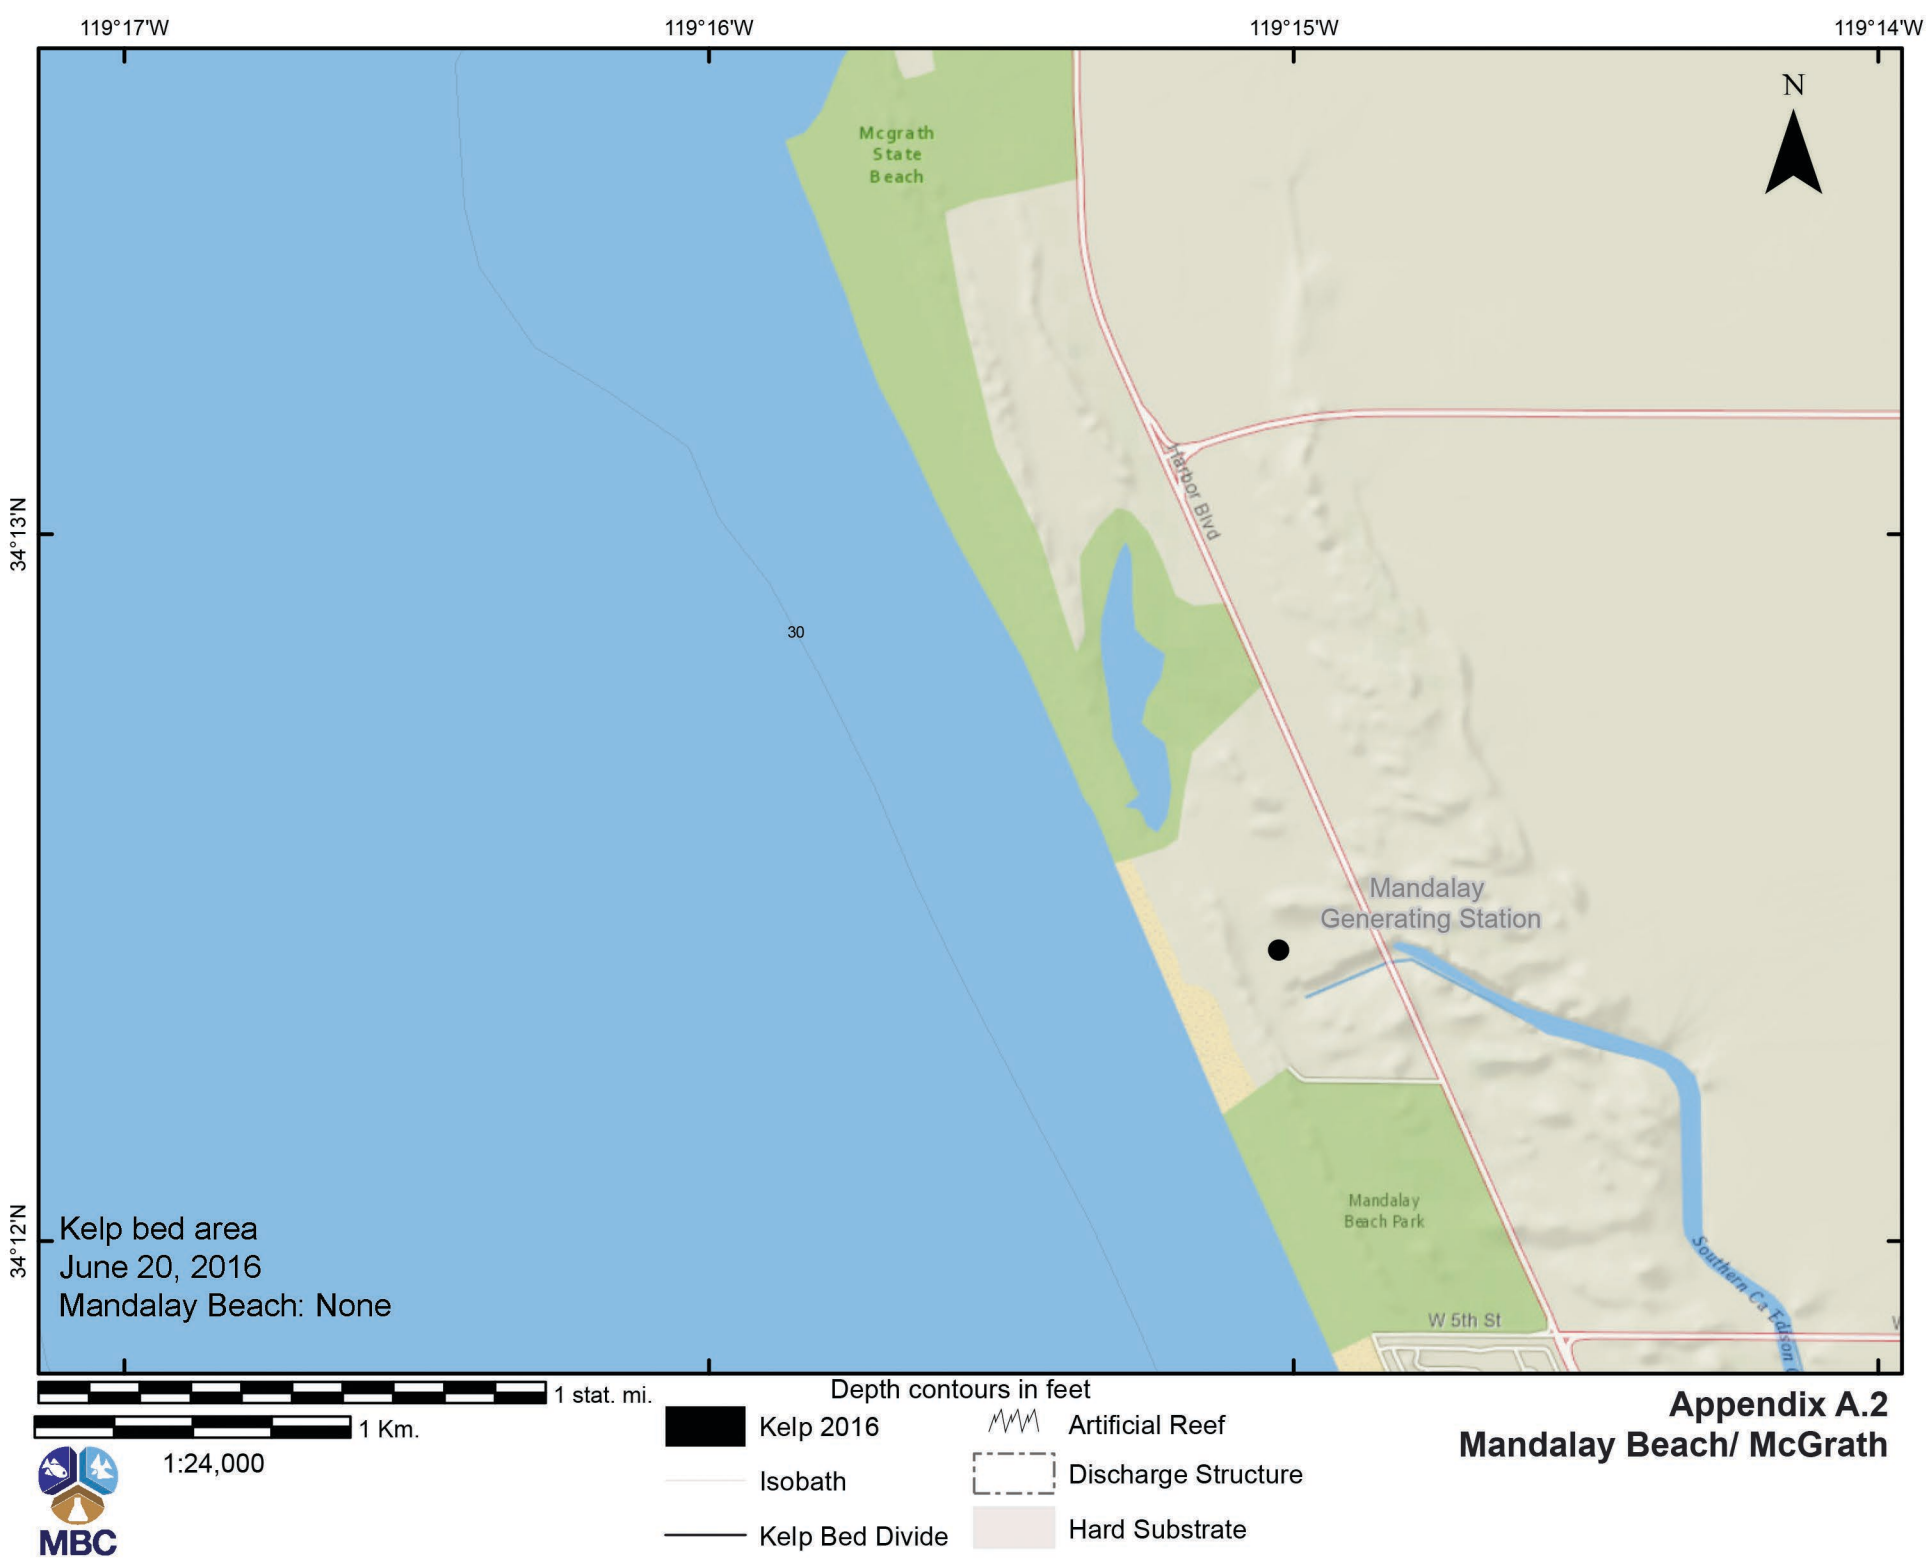 119°17'W 119°16'W 119°15'W 119°14'W
N
Mcgrath
State
Beach
Harbor Blvd
34°13'N
30
Mandalay
Generating Station
Mandalay
Beach Park
34°12'N
Kelp bed area
June 20, 2016
Mandalay Beach: None
Southern Ca Edison
W 5th St
1 stat. mi.
1 Km.
1:24,000
MBC
Depth contours in feet
Kelp 2016
Isobath
Kelp Bed Divide
Artificial Reef
Discharge Structure
Hard Substrate
Appendix A.2
Mandalay Beach/ McGrath